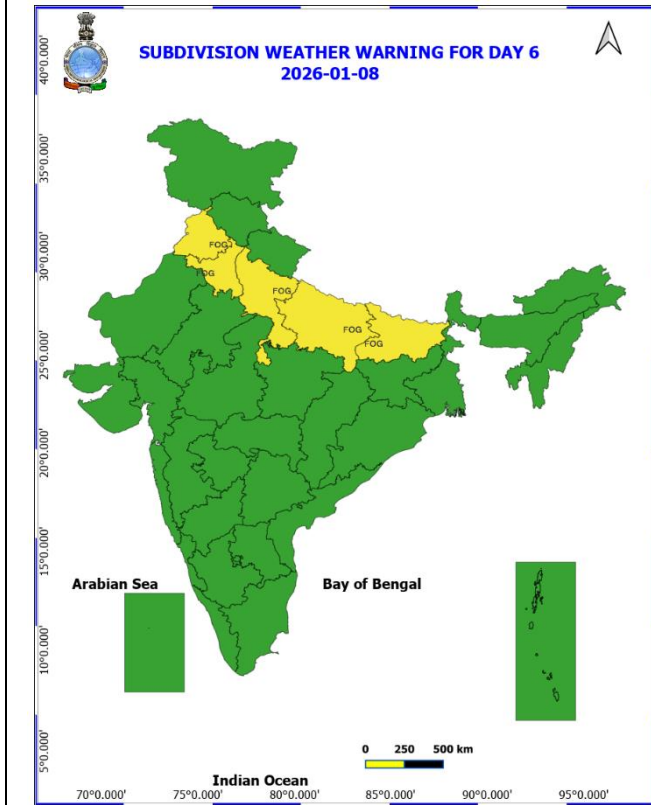 SUBDIVISION WEATHER WARNING FOR DAY 6
2026-01-08
40°0.000'
35°0.000'
30°0.000'
25°0.000'
20°0.000'
15°0.000'
10°0.000'
5°0.000'
FOG
FOG
FOG
FOG
FOG
Arabian Sea
Bay of Bengal
0 250 500 km
Indian Ocean
70°0.000' 75°0.000' 80°0.000' 85°0.000' 90°0.000' 95°0.000'